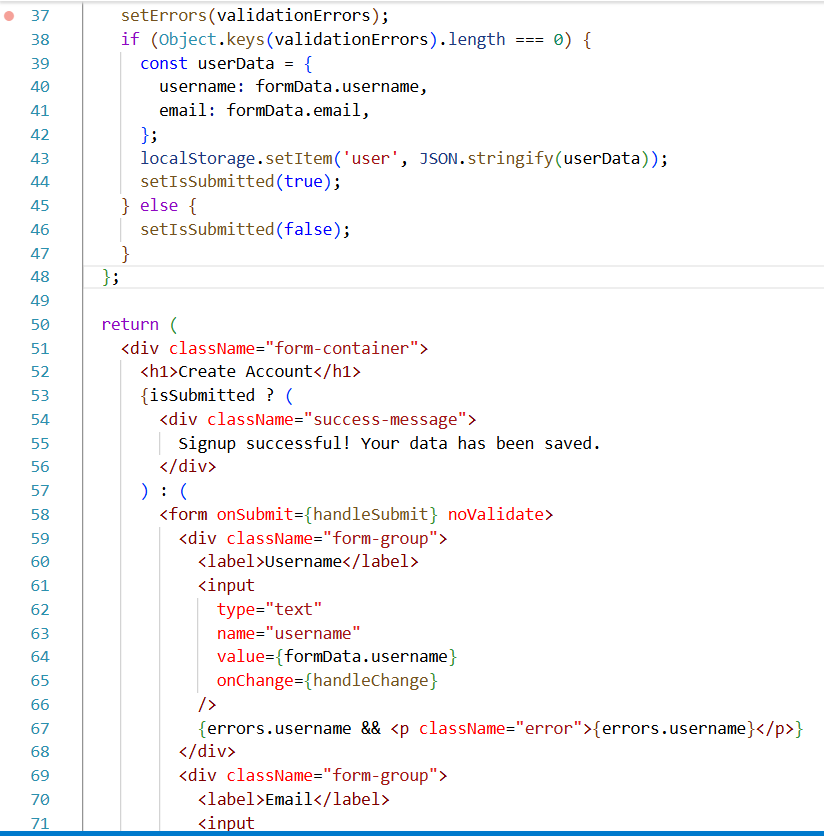 37 setErrors(validationErrors);
38 if (Object.keys(validationErrors).length === 0) {
39 const userData = {
40 username: formData.username,
41 email: formData.email,
42 };
43 localStorage.setItem('user', JSON.stringify(userData));
44 setIsSubmitted(true);
45 } else {
46 setIsSubmitted(false);
47 }
48 };
49
50 return (
51 <div className="form-container">
52 <h1>Create Account</h1>
53 {isSubmitted ? (
54 <div className="success-message">
55 Signup successful! Your data has been saved.
56 </div>
57 ) : (
58 <form onSubmit={handleSubmit} noValidate>
59 <div className="form-group">
60 <label>Username</label>
61 <input
62 type="text"
63 name="username"
64 value={formData.username}
65 onChange={handleChange}
66 />
67 {errors.username && <p className="error">{errors.username}</p>}
68 </div>
69 <div className="form-group">
70 <label>Email</label>
71 <input